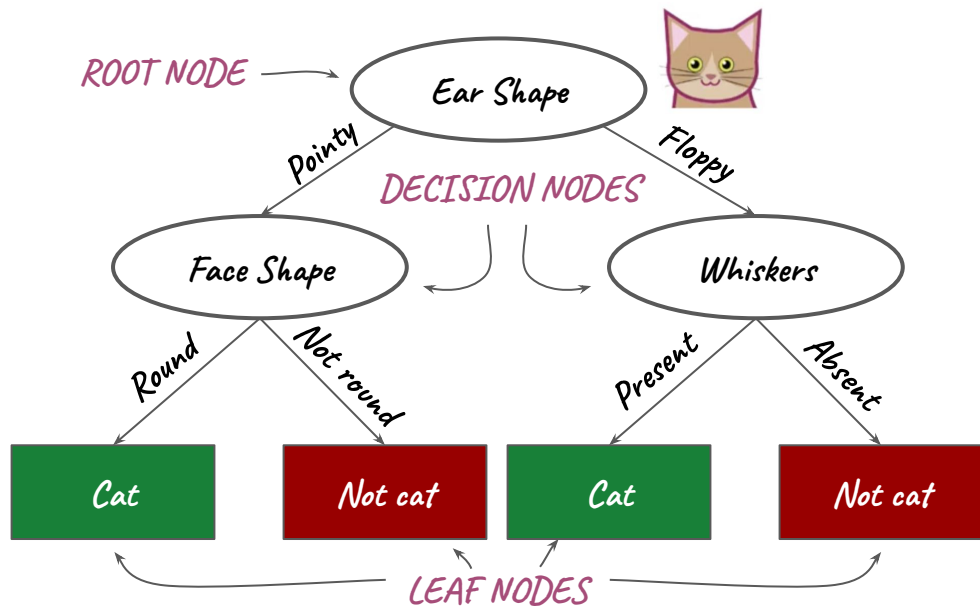 ROOT NODE
Ear Shape
Pointy
Floppy
DECISION NODES
Face Shape
Whiskers
Round
Not round
Present
Absent
Cat
Not cat
Cat
Not cat
LEAF NODES